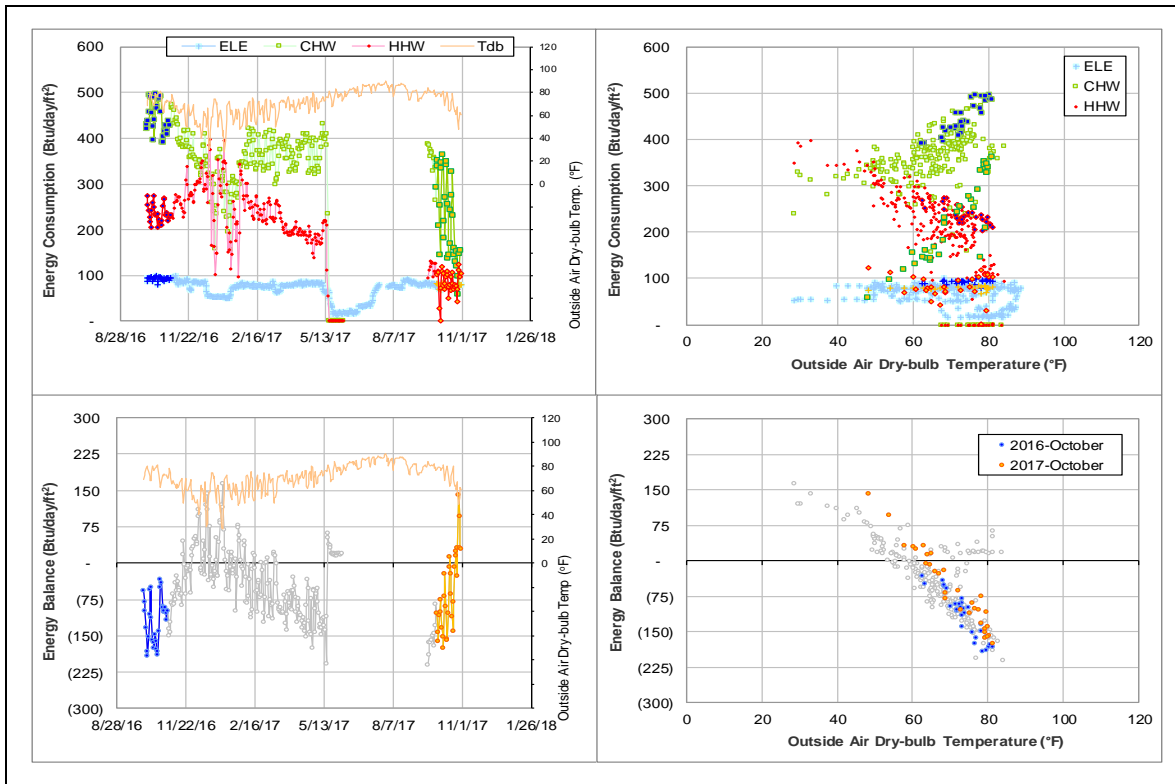 ELE CHW HHW Tdb
Energy Consumption (Btu/day/ft²)
600
500
400
300
200
100
-
120
100
80
60
40
20
0
Outside Air Dry-bulb Temp. (°F)
8/28/16 11/22/16 2/16/17 5/13/17 8/7/17 11/1/17 1/26/18
ELE
CHW
HHW
Energy Consumption (Btu/day/ft²)
600
500
400
300
200
100
-
0 20 40 60 80 100 120
Outside Air Dry-bulb Temperature (°F)
Energy Balance (Btu/day/ft²)
300
225
150
75
-
(75)
(150)
(225)
(300)
120
100
80
60
40
20
0
Outside Air Dry-bulb Temp (°F)
8/28/16 11/22/16 2/16/17 5/13/17 8/7/17 11/1/17 1/26/18
2016-October
2017-October
Energy Balance (Btu/day/ft²)
300
225
150
75
-
(75)
(150)
(225)
(300)
0 20 40 60 80 100 120
Outside Air Dry-bulb Temperature (°F)